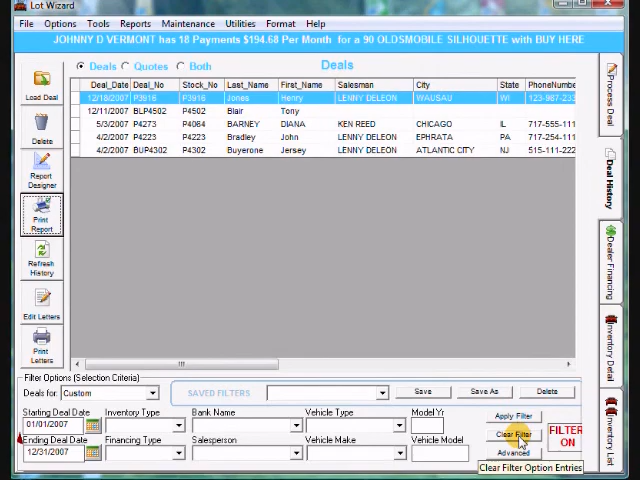 Lot Wizard
File Options Tools Reports Maintenance Utilities Format Help
JOHNNY D VERMONT has 18 Payments $194.68 Per Month for a 90 OLDSMOBILE SILHOUETTE with BUY HERE
Deals Quotes Both Deals
Deal_Date Deal_No Stock_No Last_Name First_Name Salesman City State PhoneNumber
12/18/2007 P3916 P3916 Jones Henry LENNY DELEON WAUSAU WI 123-987-233
12/11/2007 BLP4502 P4502 Blair Tony
5/3/2007 P4273 P4084 BARNEY DIANA KEN REED CHICAGO IL 717-555-111
4/2/2007 P4223 P4223 Bradley John LENNY DELEON EPHRATA PA 717-254-111
4/2/2007 BUP4302 P4302 Buyerone Jersey LENNY DELEON ATLANTIC CITY NJ 515-111-222
Load Deal
Delete
Report
Designer
Print
Report
Refresh
History
Edit Letters
Print
Letters
Process Deal
Deal History
Dealer Financing
Inventory Detail
Inventory List
Filter Options (Selection Criteria)
Deals for: Custom SAVED FILTERS Save Save As Delete
Starting Deal Date Inventory Type Bank Name Vehicle Type Model Yr Apply Filter
01/01/2007
Clear Filter FILTER ON
Ending Deal Date Financing Type Salesperson Vehicle Make Vehicle Model
12/31/2007 Advanced
Clear Filter Option Entries